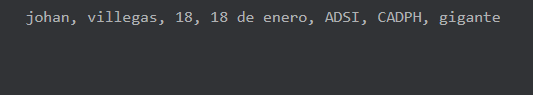 johan, villegas, 18, 18 de enero, ADSI, CADPH, gigante